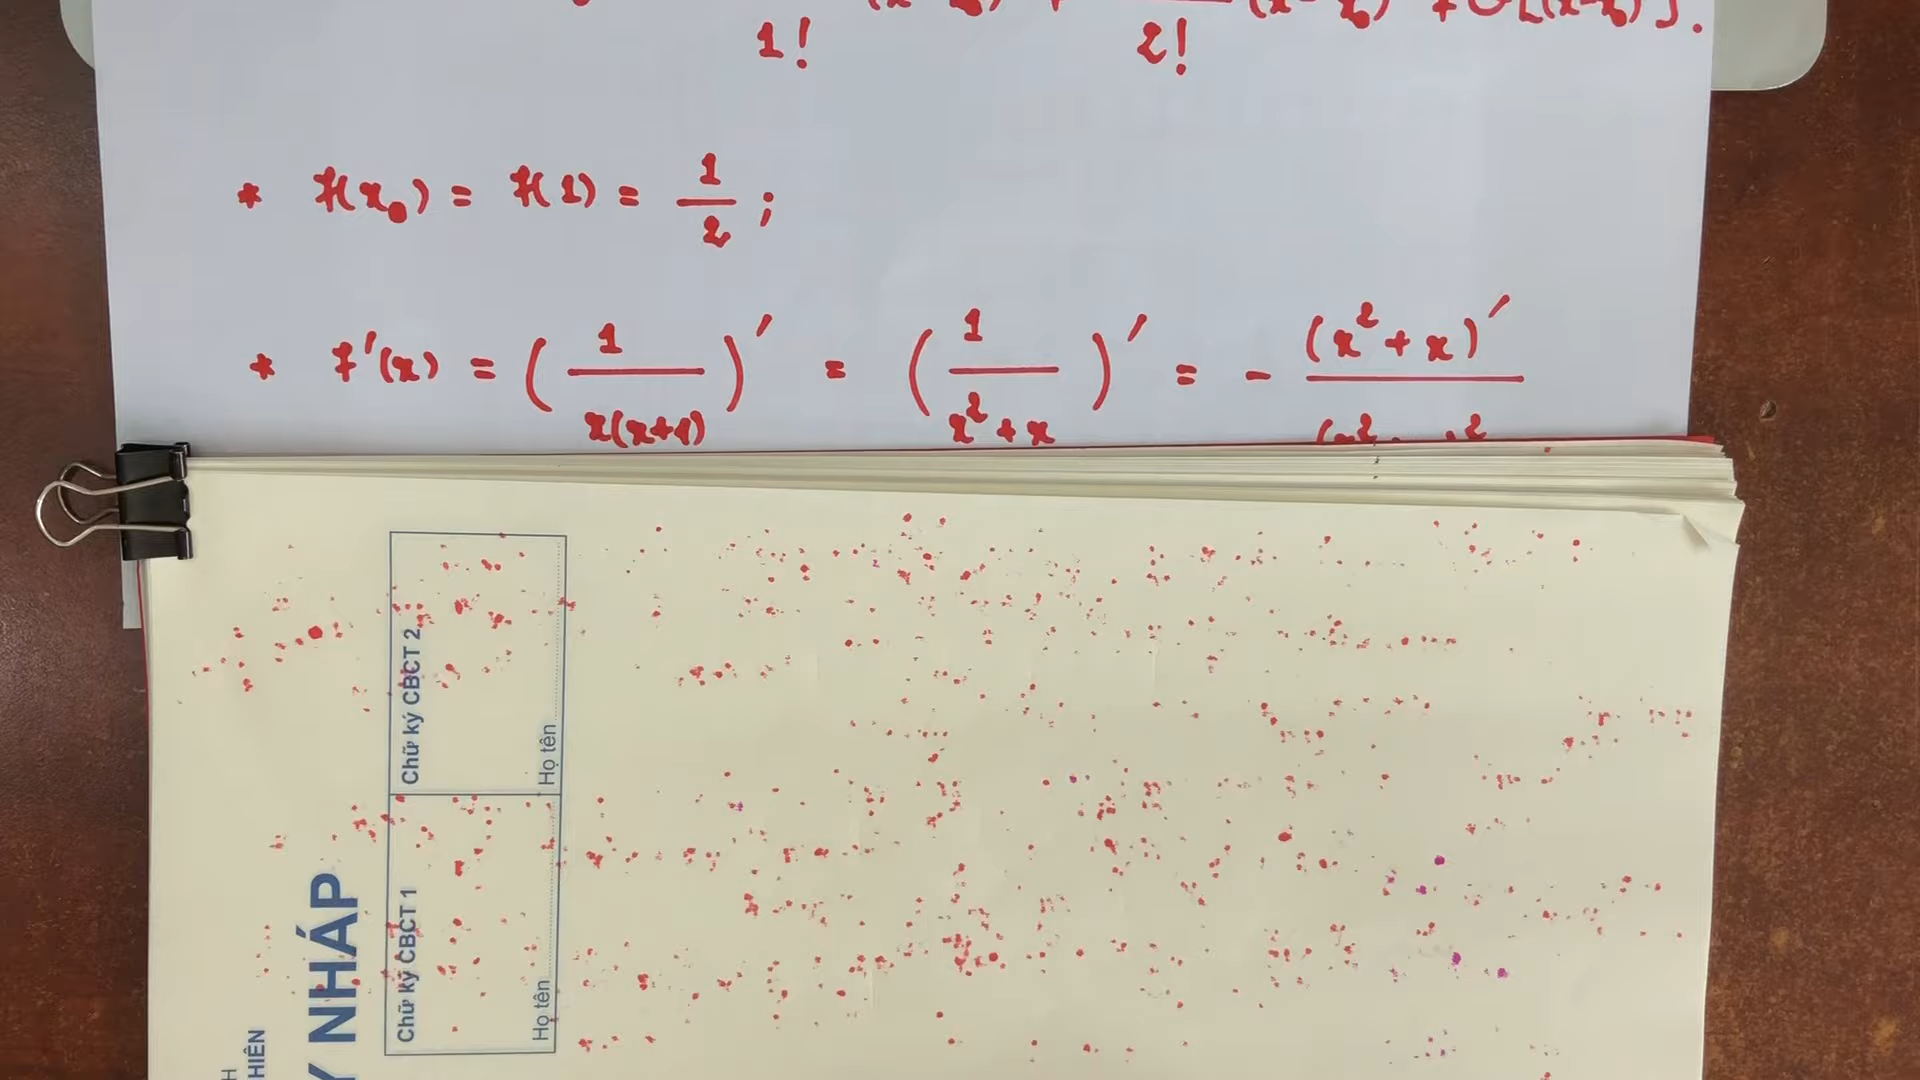 1! 2!
* f(x₀) = f(1) = 1/2 ;
* f'(x) = (1/(x(x+1)))' = (1/(x² + x))' = - (x² + x)'/
Chữ ký CBCT 2
Họ tên
Chữ ký CBCT 1
Họ tên
NHÁP
HIÊN